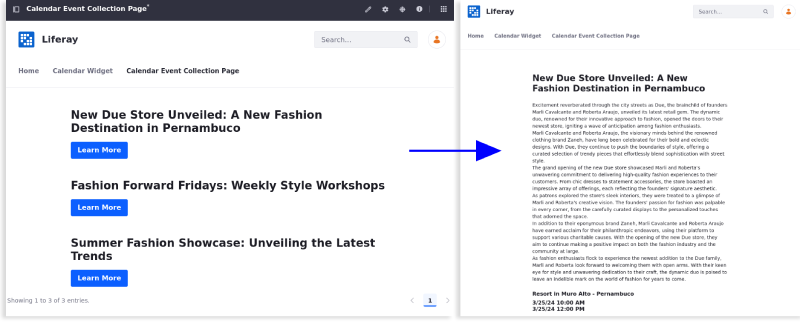 Calendar Event Collection Page*
Liferay
Search...
Home
Calendar Widget
Calendar Event Collection Page
New Due Store Unveiled: A New Fashion
Destination in Pernambuco
Learn More
Fashion Forward Fridays: Weekly Style Workshops
Learn More
Summer Fashion Showcase: Unveiling the Latest
Trends
Learn More
Showing 1 to 3 of 3 entries.
1
Liferay
Search...
Home
Calendar Widget
Calendar Event Collection Page
New Due Store Unveiled: A New
Fashion Destination in Pernambuco
Excitement reverberated through the city streets as Due, the brainchild of founders
Marli Cavalcante and Roberta Araujo, unveiled its latest retail gem. The dynamic
duo, renowned for their innovative approach to fashion, opened the doors to their
newest store, igniting a wave of anticipation among fashion enthusiasts.
Marli Cavalcante and Roberta Araujo, the visionary minds behind the renowned
clothing brand Zaneh, have long been celebrated for their bold and eclectic
designs. With Due, they continue to push the boundaries of style, offering a
curated selection of trendy pieces that effortlessly blend sophistication with street
style.
The grand opening of the new Due store showcased Marli and Roberta's
unwavering commitment to delivering high-quality fashion experiences to their
customers. From chic dresses to statement accessories, the store boasted an
impressive array of offerings, each reflecting the founders' signature aesthetic.
As patrons explored the store's sleek interiors, they were treated to a glimpse of
Marli and Roberta's creative vision. The founders' passion for fashion was palpable
in every corner, from the carefully curated displays to the personalized touches
that adorned the space.
In addition to their eponymous brand Zaneh, Marli Cavalcante and Roberta Araujo
have earned acclaim for their philanthropic endeavors, using their platform to
support various charitable causes. With the opening of the new Due store, they
aim to continue making a positive impact on both the fashion industry and the
community at large.
As fashion enthusiasts flock to experience the newest addition to the Due family,
Marli and Roberta look forward to welcoming them with open arms. With their keen
eye for style and unwavering dedication to their craft, the dynamic duo is poised to
leave an indelible mark on the world of fashion for years to come.
Resort in Muro Alto - Pernambuco
3/25/24 10:00 AM
3/25/24 12:00 PM